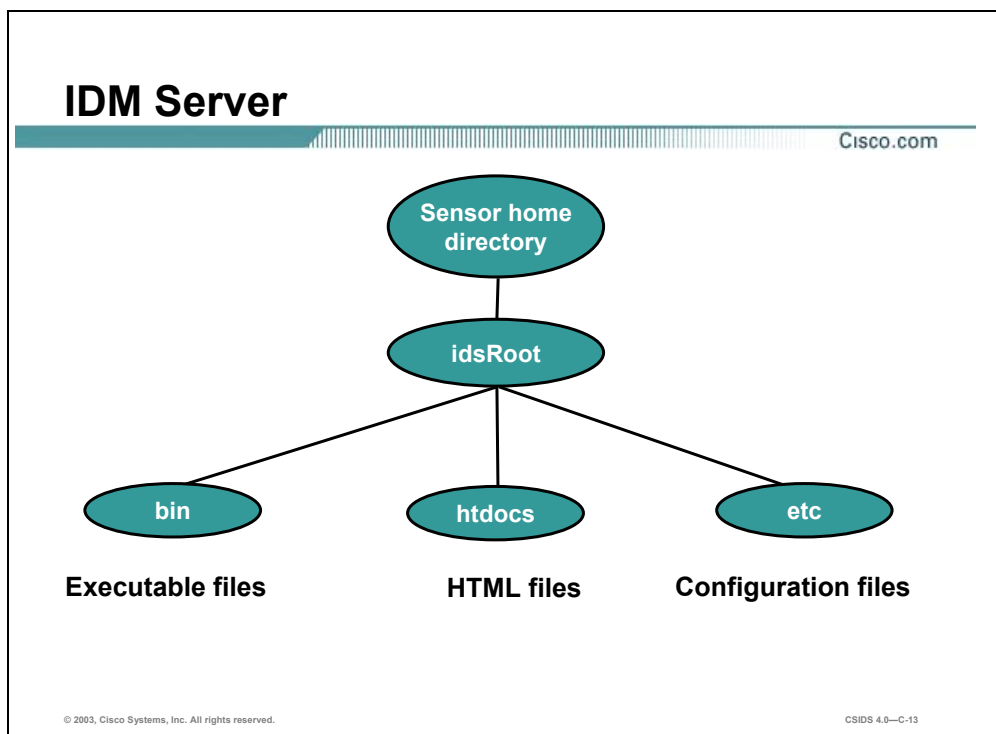 IDM Server
Cisco.com
Sensor home
directory
idsRoot
bin
htdocs
etc
Executable files
HTML files
Configuration files
© 2003, Cisco Systems, Inc. All rights reserved.
CSIDS 4.0—C-13